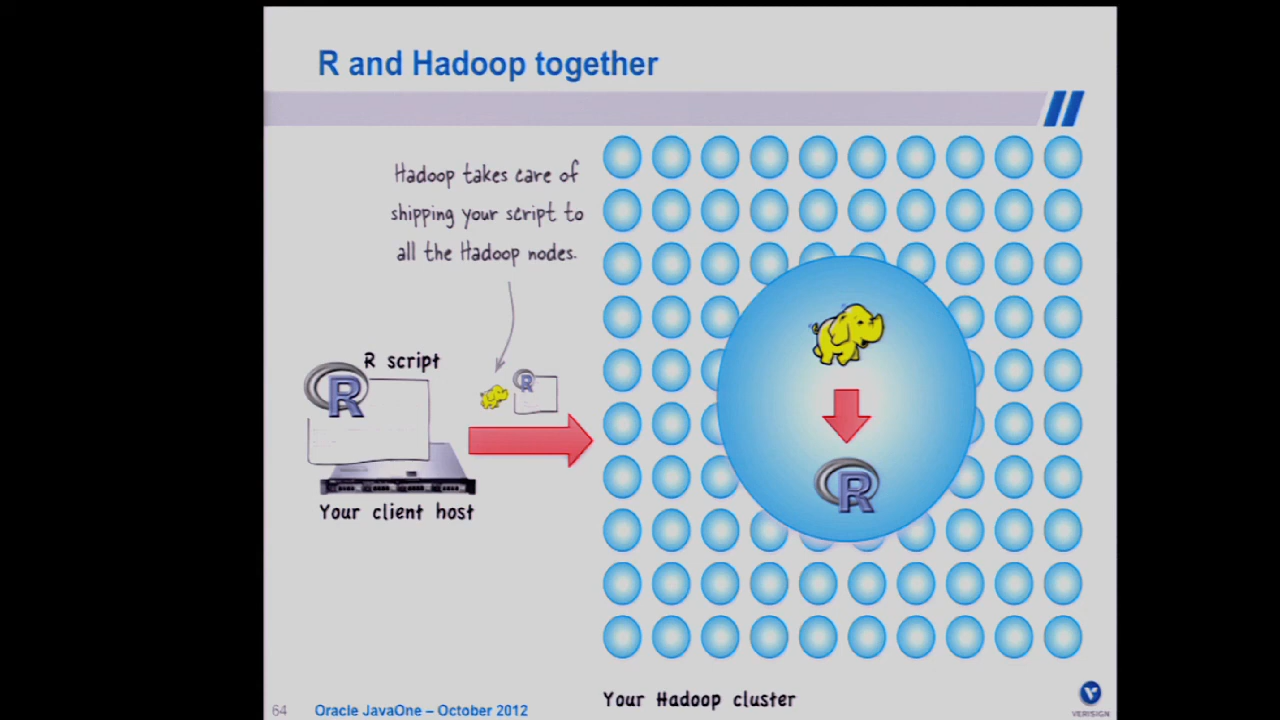 R and Hadoop together
Hadoop takes care of
shipping your script to
all the Hadoop nodes.
R script
R
R
Your client host
R
Your Hadoop cluster
64 Oracle JavaOne – October 2012
VERISIGN